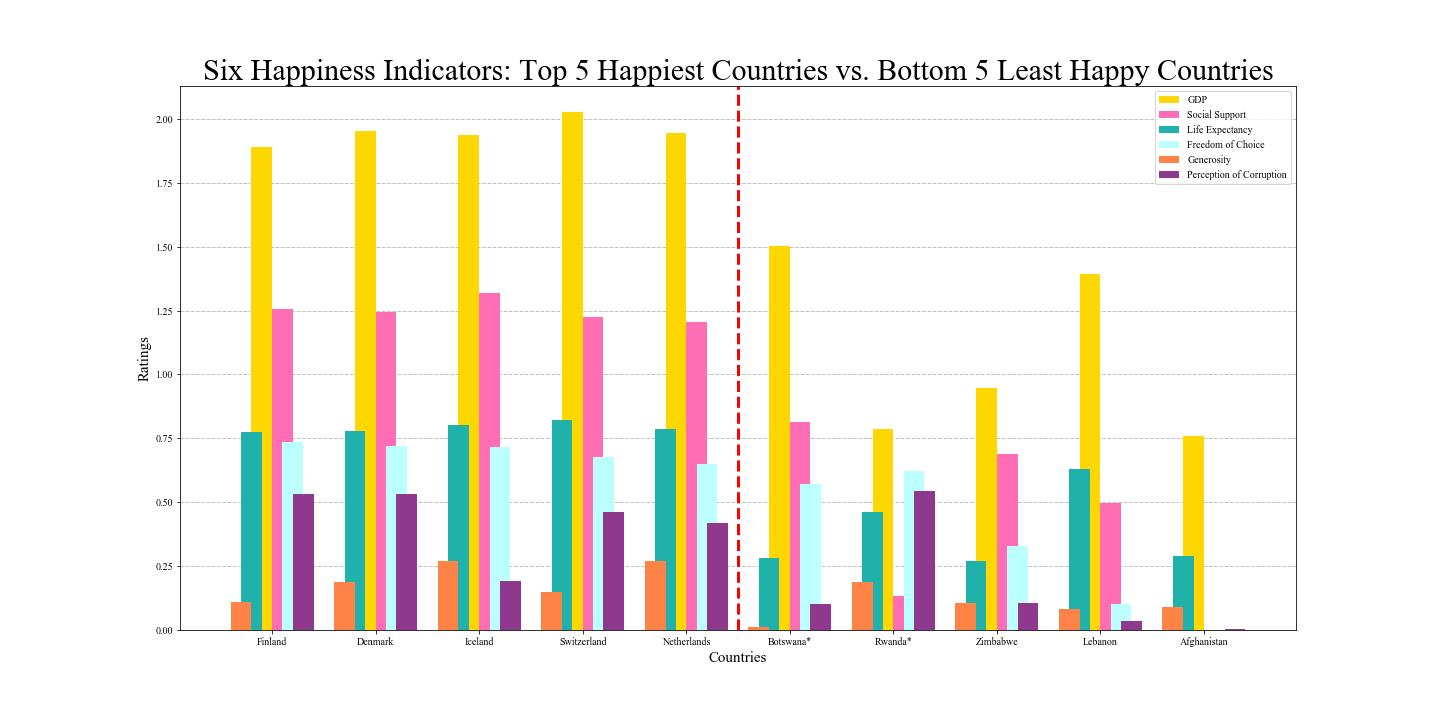 Six Happiness Indicators: Top 5 Happiest Countries vs. Bottom 5 Least Happy Countries
GDP
Social Support
Life Expectancy
Freedom of Choice
Generosity
Perception of Corruption
2.00
1.75
1.50
1.25
1.00
0.75
0.50
0.25
0.00
Ratings
Finland Denmark Iceland Switzerland Netherlands Botswana* Rwanda* Zimbabwe Lebanon Afghanistan
Countries